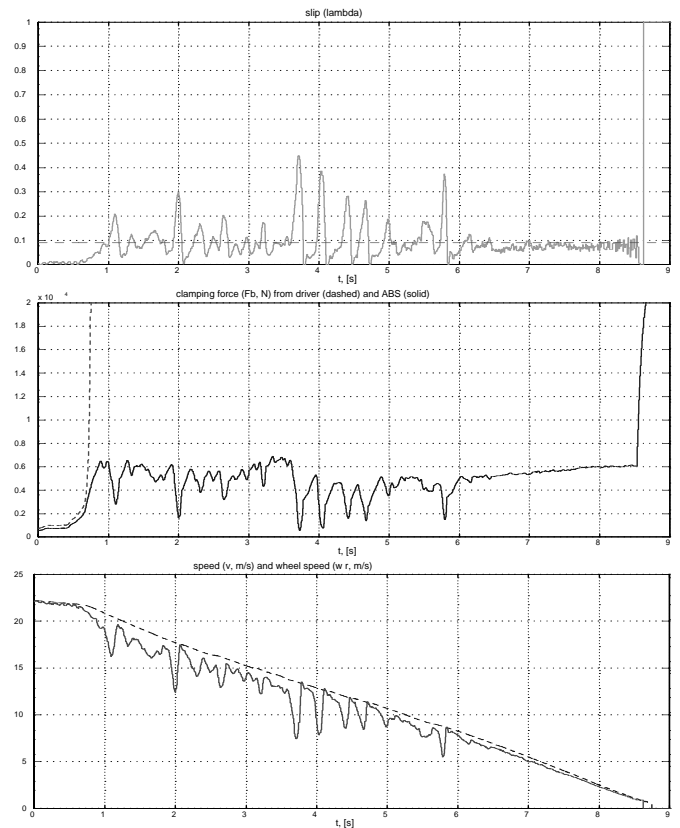 slip (lambda)
1
0.9
0.8
0.7
0.6
0.5
0.4
0.3
0.2
0.1
0
0 1 2 3 4 5 6 7 8 9
t, [s]
x 10 4
clamping force (Fb, N) from driver (dashed) and ABS (solid)
2
1.8
1.6
1.4
1.2
1
0.8
0.6
0.4
0.2
0
0 1 2 3 4 5 6 7 8 9
t, [s]
speed (v, m/s) and wheel speed (w r, m/s)
25
20
15
10
5
0
0 1 2 3 4 5 6 7 8 9
t, [s]